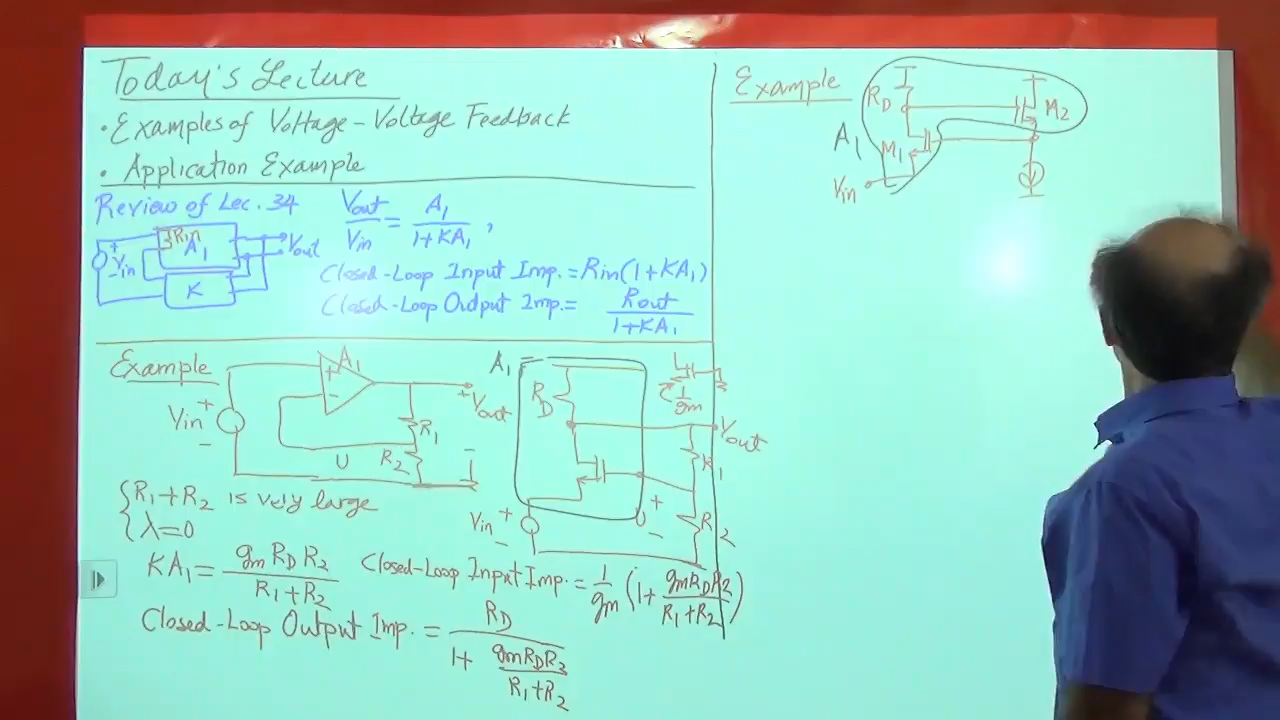 Today's Lecture
• Examples of Voltage-Voltage Feedback
• Application Example
Review of Lec. 34
Vout/Vin = A1/(1+KA1),
Rin
A1
K
+
Vin
-
Vout
Closed-Loop Input Imp. = Rin(1+KA1)
Closed-Loop Output Imp. = Rout/(1+KA1)
Example
Vin
+
-
A1
+
-
R1
R2
+
Vout
-
U
R1+R2 is very large
λ=0
A1
RD
1/gm
Vout
R1
R2
+
U
-
Vin
+
-
KA1 = gm RD R2/(R1+R2)
Closed-Loop Input Imp. = 1/gm (1+ gmRDR2/(R1+R2))
Closed-Loop Output Imp. = RD/(1+ gmRDR2/(R1+R2))
Example
RD
M2
A1
M1
Vin